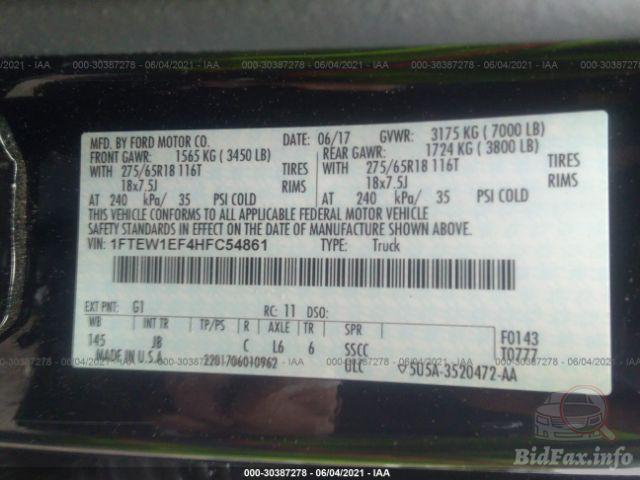 000-30387278 - 06/04/2021 - IAA
000-30387278 - 06/04/2021 - IAA
000-30387278 - 06/04/2021 - IAA
MFD. BY FORD MOTOR CO. DATE: 06/17 GVWR: 3175 KG ( 7000 LB)
FRONT GAWR: 1565 KG ( 3450 LB) REAR GAWR: 1724 KG ( 3800 LB)
WITH 275/65R18 116T TIRES WITH 275/65R18 116T TIRES
18x7.5J RIMS 18x7.5J RIMS
AT 240 kPa/ 35 PSI COLD AT 240 kPa/ 35 PSI COLD
THIS VEHICLE CONFORMS TO ALL APPLICABLE FEDERAL MOTOR VEHICLE
SAFETY STANDARDS IN EFFECT ON THE DATE OF MANUFACTURE SHOWN ABOVE.
VIN: 1FTEW1EF4HFC54861 TYPE: Truck
EXT PNT: G1 RC: 11 DSO:
WB INT TR TP/PS R AXLE TR SPR F0143
145 JB C L6 6 SSCC T0777
MADE IN U.S.A. 2201706010962 ULC 5U5A-3520472-AA
BidFax.info
000-30387278 - 06/04/2021 - IAA